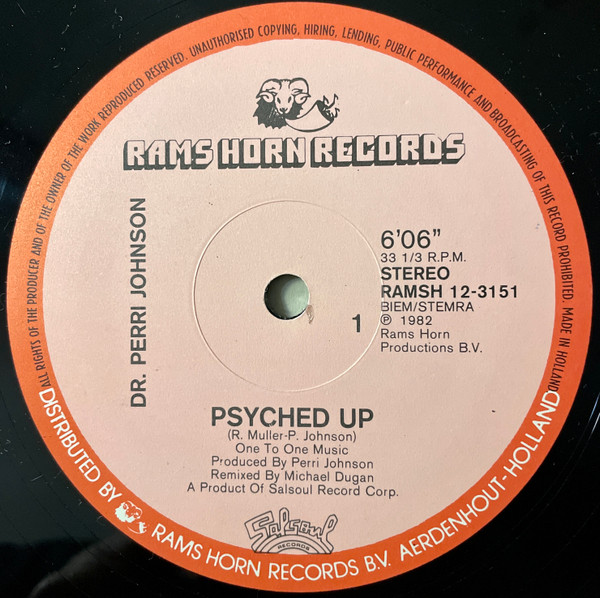 ALL RIGHTS OF THE PRODUCER AND OF THE OWNER OF THE WORK REPRODUCED RESERVED. UNAUTHORISED COPYING, HIRING, LENDING, PUBLIC PERFORMANCE AND BROADCASTING OF THIS RECORD PROHIBITED. MADE IN HOLLAND
RAMS HORN RECORDS
DR. PERRI JOHNSON
6'06"
33 1/3 R.P.M.
STEREO
RAMSH 12-3151
BIEM/STEMRA
℗ 1982
Rams Horn
Productions B.V.
1
PSYCHED UP
(R. Muller-P. Johnson)
One To One Music
Produced By Perri Johnson
Remixed By Michael Dugan
A Product Of Salsoul Record Corp.
Salsoul
RECORDS
DISTRIBUTED BY RAMS HORN RECORDS B.V. AERDENHOUT-HOLLAND